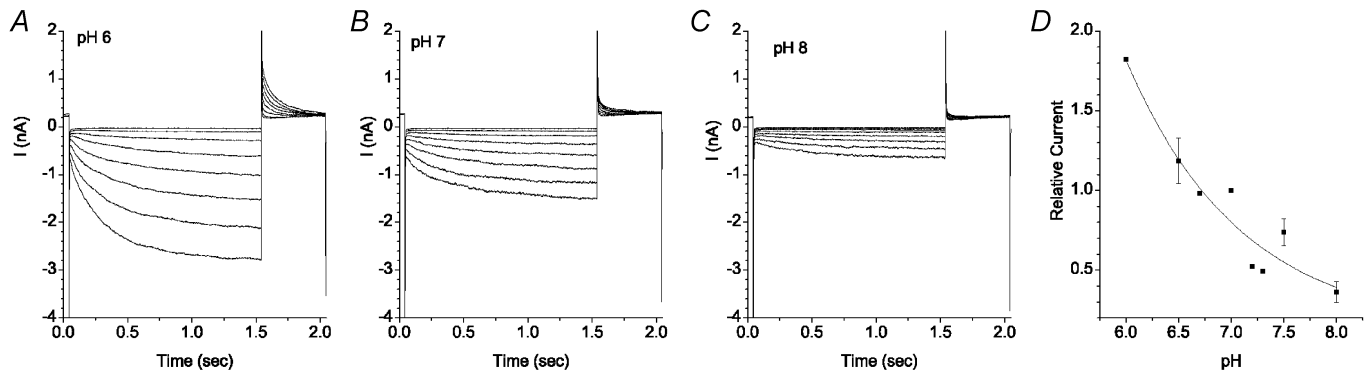 A
pH 6
I (nA)
2
1
0
-1
-2
-3
-4
0.0 0.5 1.0 1.5 2.0
Time (sec)
B
pH 7
I (nA)
2
1
0
-1
-2
-3
-4
0.0 0.5 1.0 1.5 2.0
Time (sec)
C
pH 8
I (nA)
2
1
0
-1
-2
-3
-4
0.0 0.5 1.0 1.5 2.0
Time (sec)
D
Relative Current
2.0
1.5
1.0
0.5
6.0 6.5 7.0 7.5 8.0
pH